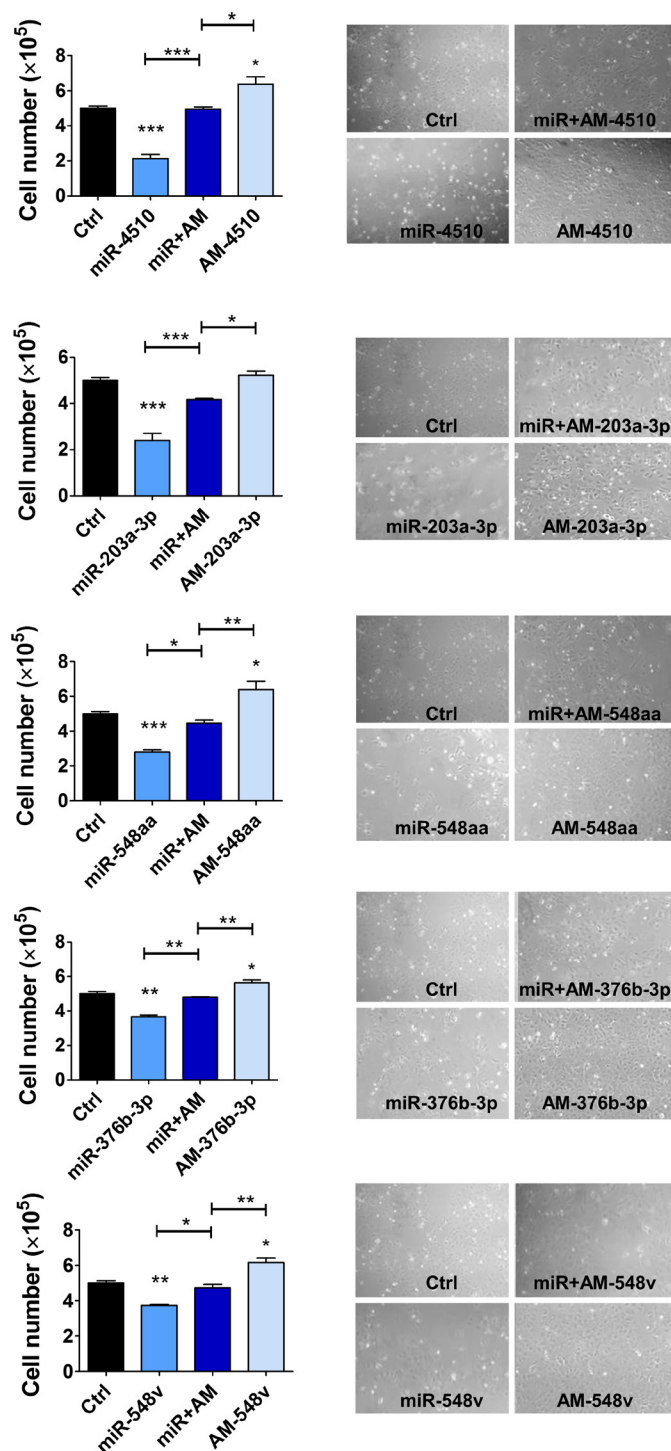 Cell number (×10⁵)
8
6
4
2
0
***
***
*
*
Ctrl
miR-4510
miR+AM
AM-4510
Ctrl
miR+AM-4510
miR-4510
AM-4510
Cell number (×10⁵)
6
4
2
0
***
***
*
Ctrl
miR-203a-3p
miR+AM
AM-203a-3p
Ctrl
miR+AM-203a-3p
miR-203a-3p
AM-203a-3p
Cell number (×10⁵)
8
6
4
2
0
***
*
**
*
Ctrl
miR-548aa
miR+AM
AM-548aa
Ctrl
miR+AM-548aa
miR-548aa
AM-548aa
Cell number (×10⁵)
8
6
4
2
0
**
**
**
*
Ctrl
miR-376b-3p
miR+AM
AM-376b-3p
Ctrl
miR+AM-376b-3p
miR-376b-3p
AM-376b-3p
Cell number (×10⁵)
8
6
4
2
0
**
*
**
*
Ctrl
miR-548v
miR+AM
AM-548v
Ctrl
miR+AM-548v
miR-548v
AM-548v